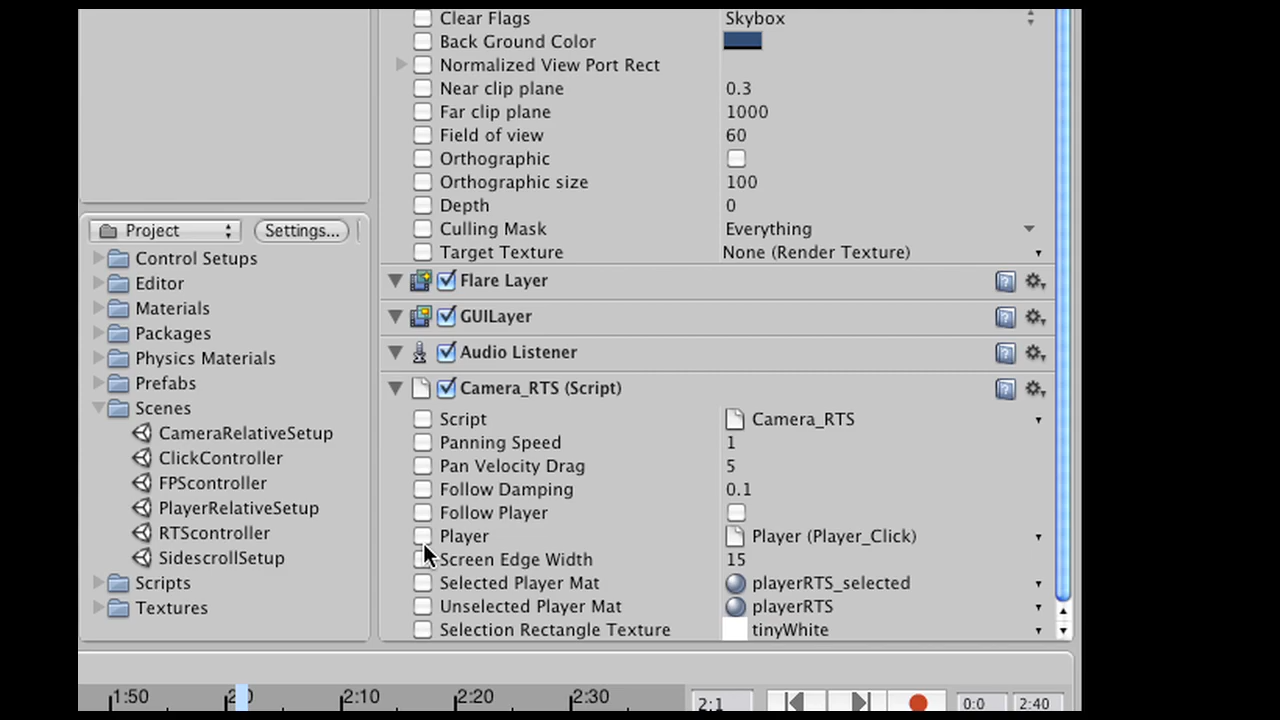 Clear Flags Skybox
Back Ground Color
Normalized View Port Rect
Near clip plane 0.3
Far clip plane 1000
Field of view 60
Orthographic
Orthographic size 100
Depth 0
Culling Mask Everything
Target Texture None (Render Texture)
Flare Layer
GUILayer
Audio Listener
Camera_RTS (Script)
Script Camera_RTS
Panning Speed 1
Pan Velocity Drag 5
Follow Damping 0.1
Follow Player
Player Player (Player_Click)
Screen Edge Width 15
Selected Player Mat playerRTS_selected
Unselected Player Mat playerRTS
Selection Rectangle Texture tinyWhite
Project Settings...
Control Setups
Editor
Materials
Packages
Physics Materials
Prefabs
Scenes
CameraRelativeSetup
ClickController
FPScontroller
PlayerRelativeSetup
RTScontroller
SidescrollSetup
Scripts
Textures
1:50 2:10 2:20 2:30 2:1 0:0 2:40